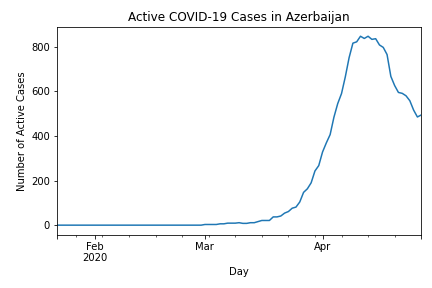 Active COVID-19 Cases in Azerbaijan
800
600
400
200
0
Number of Active Cases
Feb
2020
Mar
Apr
Day